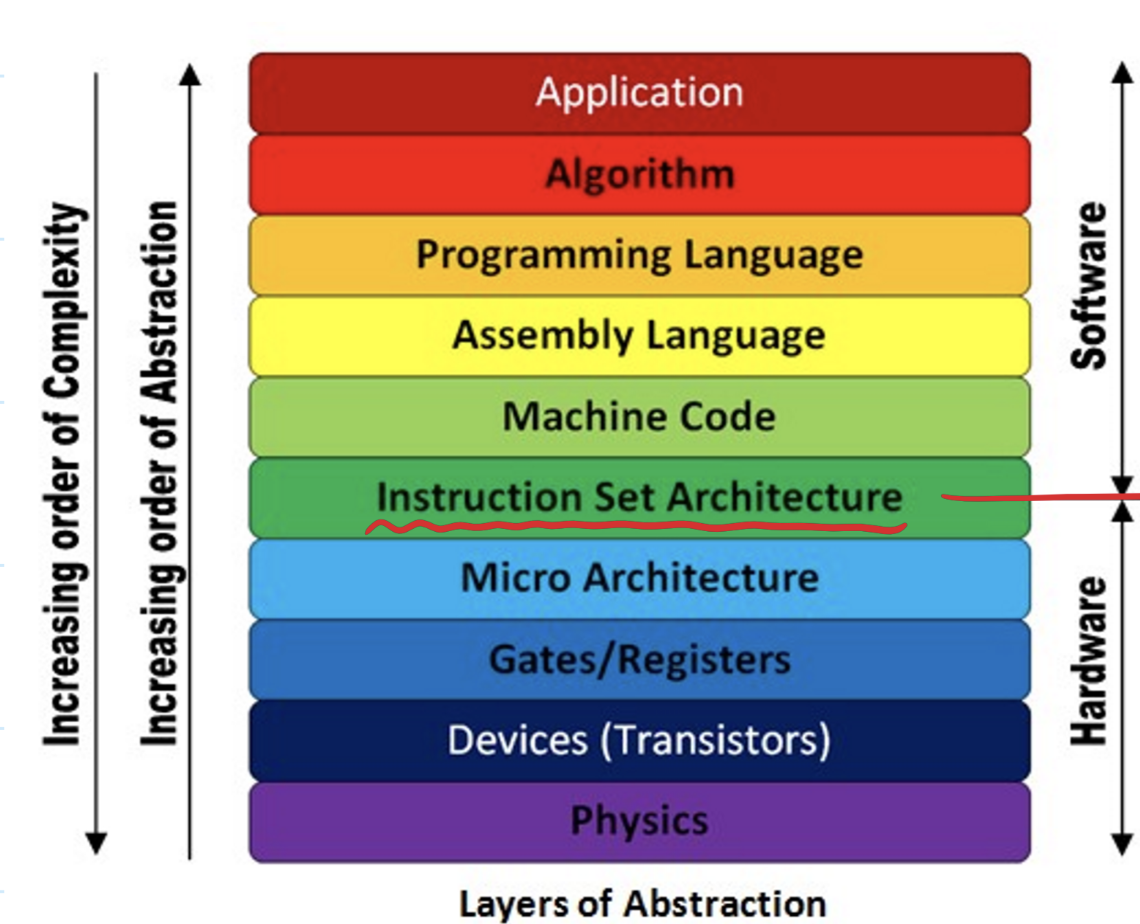 Application
Algorithm
Programming Language
Assembly Language
Machine Code
Instruction Set Architecture
Micro Architecture
Gates/Registers
Devices (Transistors)
Physics
Increasing order of Complexity
Increasing order of Abstraction
Software
Hardware
Layers of Abstraction